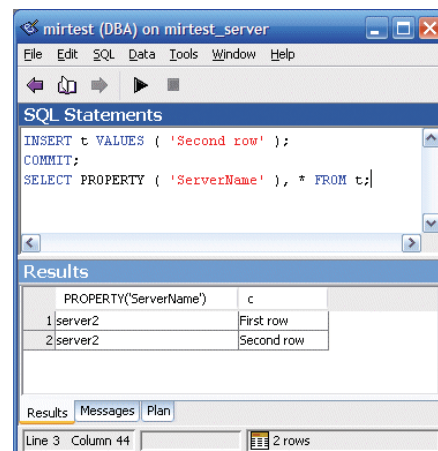 mirtest (DBA) on mirtest_server
File Edit SQL Data Tools Window Help
SQL Statements
INSERT t VALUES ( 'Second row' );
COMMIT;
SELECT PROPERTY ( 'ServerName' ), * FROM t;
Results
PROPERTY('ServerName') c
1 server2 First row
2 server2 Second row
Results Messages Plan
Line 3 Column 44 2 rows